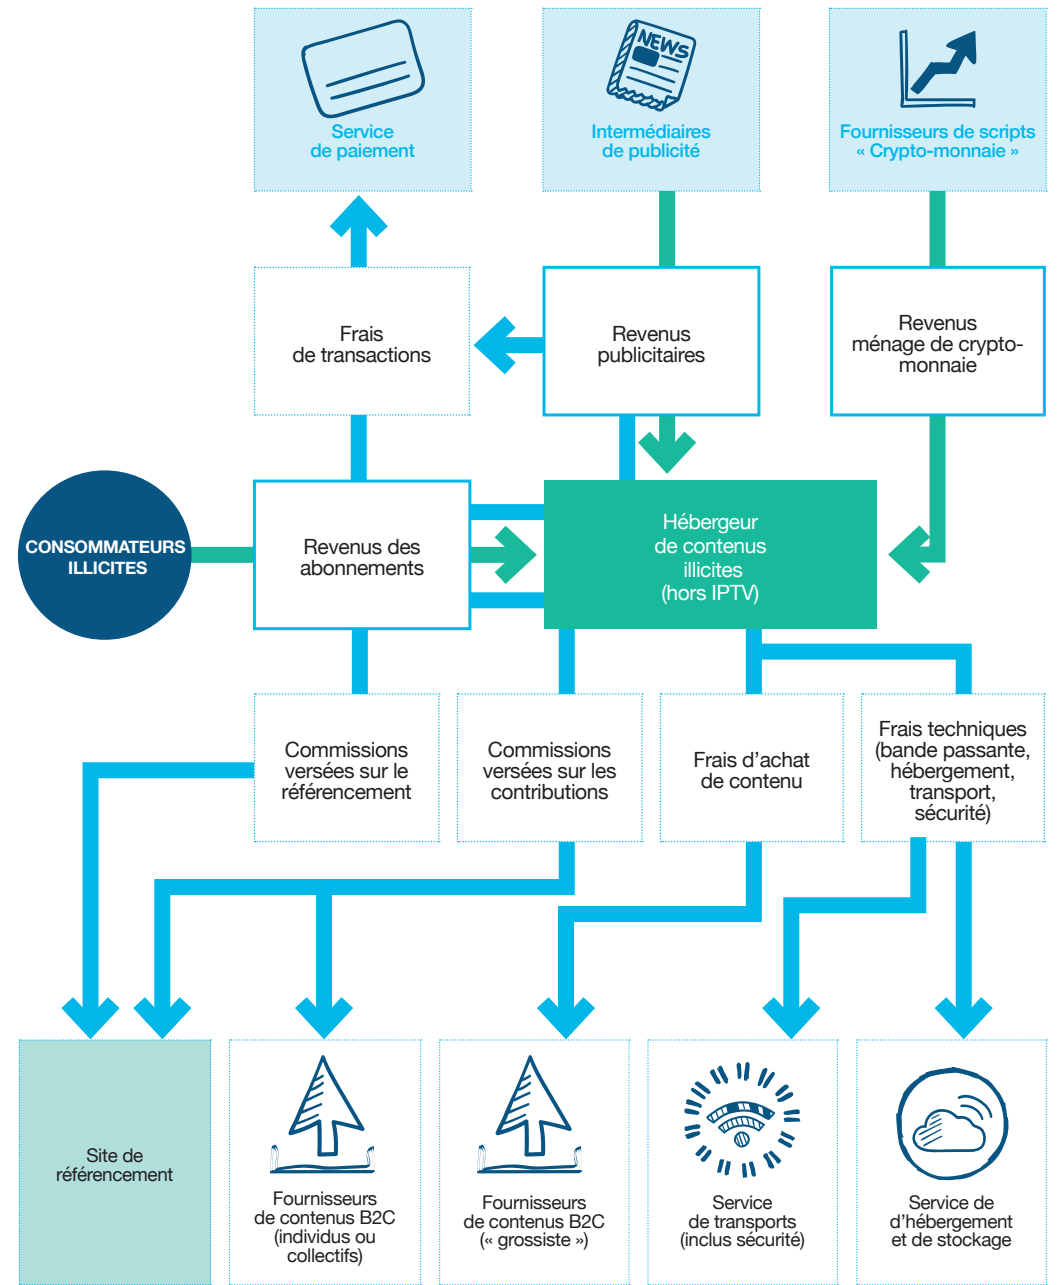 NEWS
Service
de paiement
Intermédiaires
de publicité
Fournisseurs de scripts
« Crypto-monnaie »
Frais
de transactions
Revenus
publicitaires
Revenus
ménage de crypto-
monnaie
CONSOMMATEURS
ILLICITES
Revenus des
abonnements
Hébergeur
de contenus
illicites
(hors IPTV)
Commissions
versées sur le
référencement
Commissions
versées sur les
contributions
Frais d'achat
de contenu
Frais techniques
(bande passante,
hébergement,
transport,
sécurité)
Site de
référencement
Fournisseurs
de contenus B2C
(individus ou
collectifs)
Fournisseurs
de contenus B2C
(« grossiste »)
Service
de transports
(inclus sécurité)
Service de
d'hébergement
et de stockage